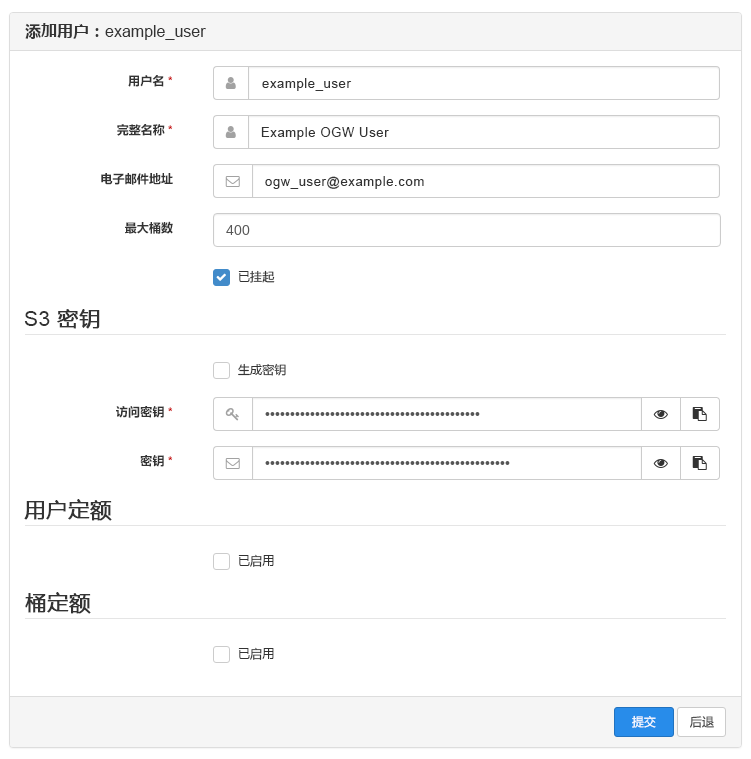 添加用户：example_user
用户名 * example_user
完整名称 * Example OGW User
电子邮件地址 ogw_user@example.com
最大桶数 400
已挂起
S3 密钥
生成密钥
访问密钥 *
密钥 *
用户定额
已启用
桶定额
已启用
提交 后退